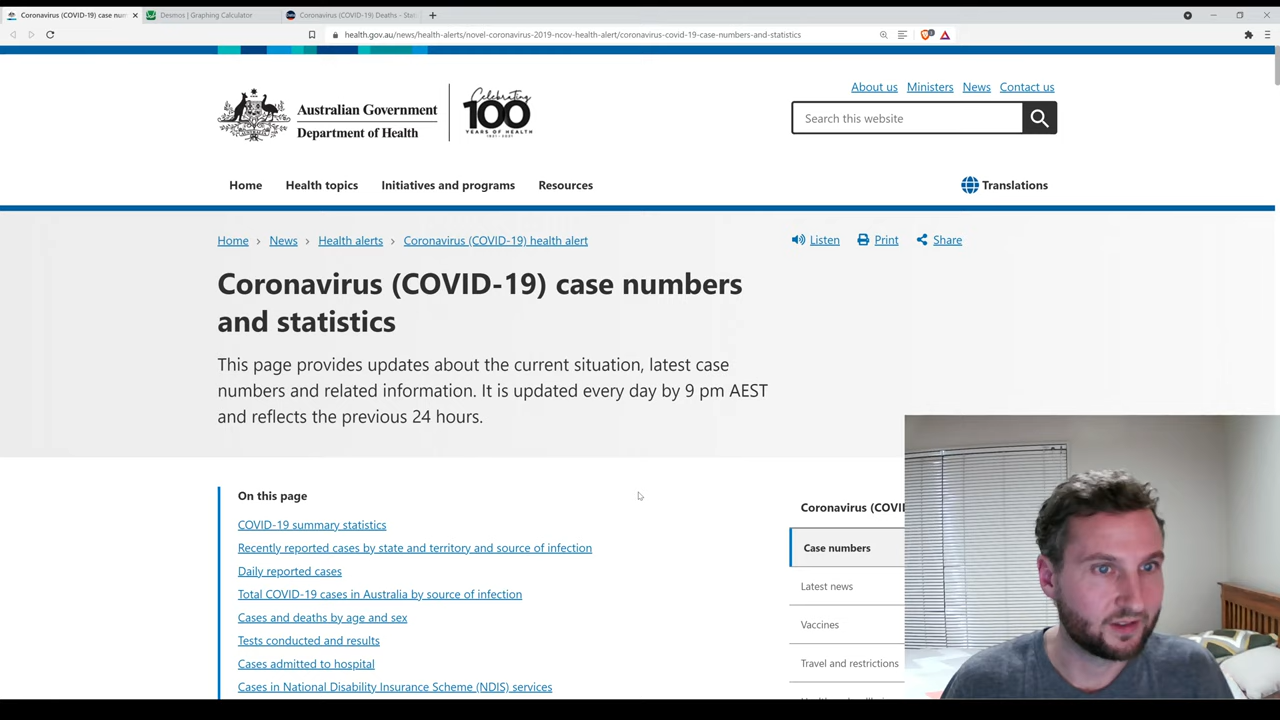 Coronavirus (COVID-19) case num
Desmos | Graphing Calculator
Coronavirus (COVID-19) Deaths - Stat
health.gov.au/news/health-alerts/novel-coronavirus-2019-ncov-health-alert/coronavirus-covid-19-case-numbers-and-statistics
Australian Government
Department of Health
Celebrating
100
YEARS OF HEALTH
About us
Ministers
News
Contact us
Search this website
Home
Health topics
Initiatives and programs
Resources
Translations
Home > News > Health alerts > Coronavirus (COVID-19) health alert
Listen
Print
Share
Coronavirus (COVID-19) case numbers
and statistics
This page provides updates about the current situation, latest case
numbers and related information. It is updated every day by 9 pm AEST
and reflects the previous 24 hours.
On this page
COVID-19 summary statistics
Recently reported cases by state and territory and source of infection
Daily reported cases
Total COVID-19 cases in Australia by source of infection
Cases and deaths by age and sex
Tests conducted and results
Cases admitted to hospital
Cases in National Disability Insurance Scheme (NDIS) services
Coronavirus (COVI
Case numbers
Latest news
Vaccines
Travel and restrictions